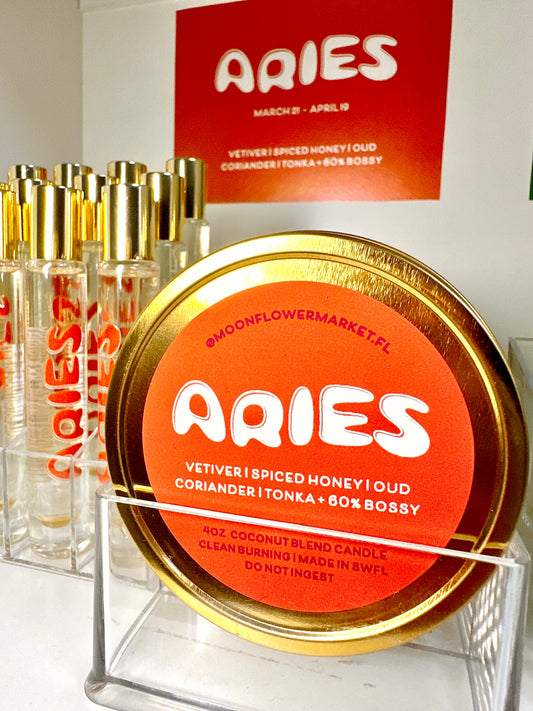 ARIES
MARCH 21 - APRIL 19
VETIVER | SPICED HONEY | OUD
CORIANDER | TONKA + 60% BOSSY
@MOONFLOWERMARKET.FL
ARIES
VETIVER | SPICED HONEY | OUD
CORIANDER | TONKA + 60% BOSSY
4OZ COCONUT BLEND CANDLE
CLEAN BURNING | MADE IN SWFL
DO NOT INGEST
ARIES